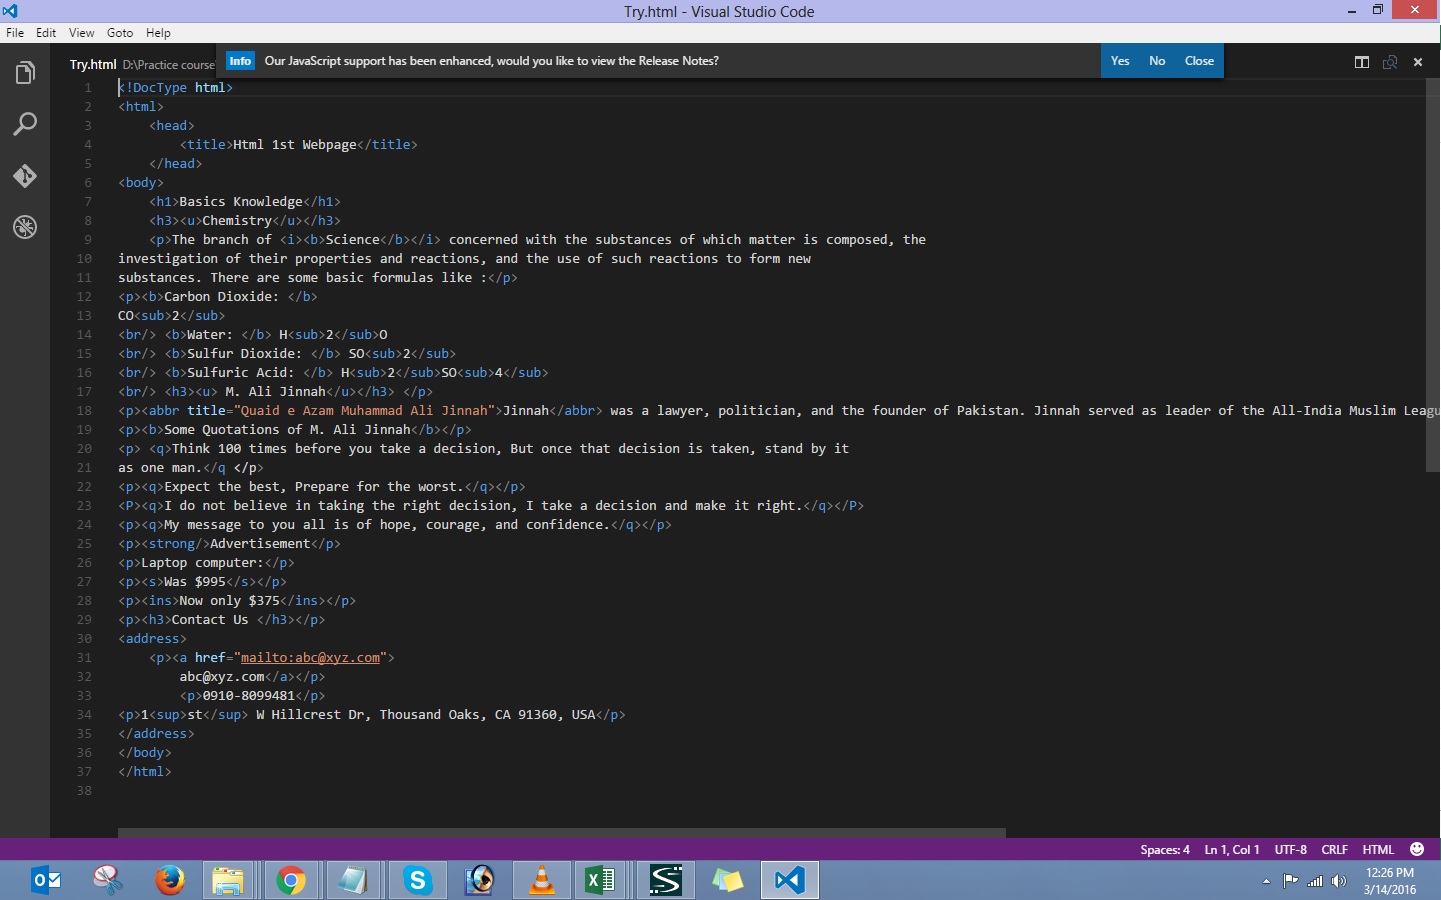 Try.html - Visual Studio Code
File Edit View Goto Help
Try.html D:\Practice course
Info Our JavaScript support has been enhanced, would you like to view the Release Notes? Yes No Close
1 <!DocType html>
2 <html>
3 <head>
4 <title>Html 1st Webpage</title>
5 </head>
6 <body>
7 <h1>Basics Knowledge</h1>
8 <h3><u>Chemistry</u></h3>
9 <p>The branch of <i><b>Science</b></i> concerned with the substances of which matter is composed, the
10 investigation of their properties and reactions, and the use of such reactions to form new
11 substances. There are some basic formulas like :</p>
12 <p><b>Carbon Dioxide: </b>
13 CO<sub>2</sub>
14 <br/> <b>Water: </b> H<sub>2</sub>O
15 <br/> <b>Sulfur Dioxide: </b> SO<sub>2</sub>
16 <br/> <b>Sulfuric Acid: </b> H<sub>2</sub>SO<sub>4</sub>
17 <br/> <h3><u> M. Ali Jinnah</u></h3> </p>
18 <p><abbr title="Quaid e Azam Muhammad Ali Jinnah">Jinnah</abbr> was a lawyer, politician, and the founder of Pakistan. Jinnah served as leader of the All-India Muslim Leagu
19 <p><b>Some Quotations of M. Ali Jinnah</b></p>
20 <p> <q>Think 100 times before you take a decision, But once that decision is taken, stand by it
21 as one man.</q </p>
22 <p><q>Expect the best, Prepare for the worst.</q></p>
23 <P><q>I do not believe in taking the right decision, I take a decision and make it right.</q></P>
24 <p><q>My message to you all is of hope, courage, and confidence.</q></p>
25 <p><strong/>Advertisement</p>
26 <p>Laptop computer:</p>
27 <p><s>Was $995</s></p>
28 <p><ins>Now only $375</ins></p>
29 <p><h3>Contact Us </h3></p>
30 <address>
31 <p><a href="mailto:abc@xyz.com">
32 abc@xyz.com</a></p>
33 <p>0910-8099481</p>
34 <p>1<sup>st</sup> W Hillcrest Dr, Thousand Oaks, CA 91360, USA</p>
35 </address>
36 </body>
37 </html>
38
Spaces: 4 Ln 1, Col 1 UTF-8 CRLF HTML
12:26 PM
3/14/2016